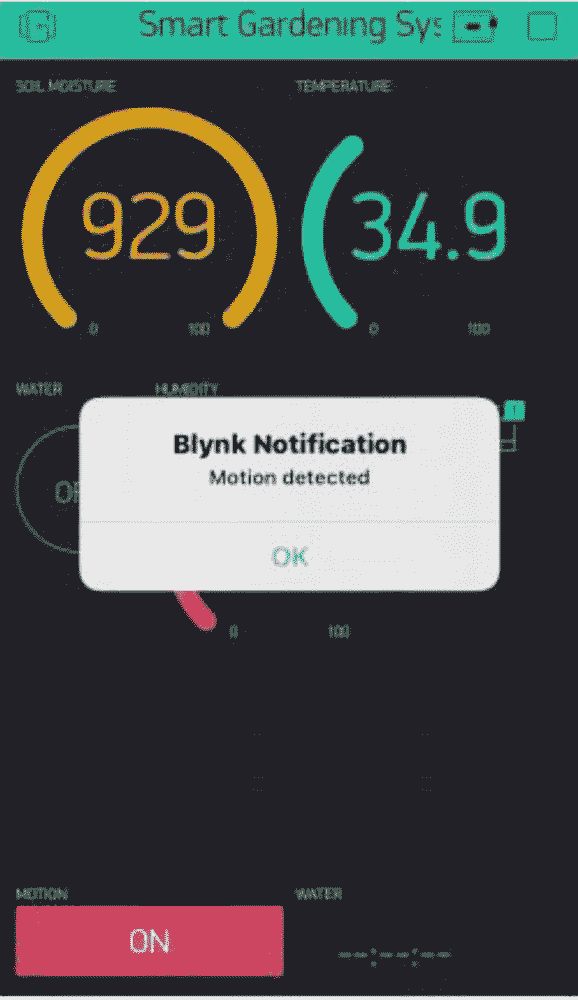 Smart Gardening Sys
SOIL MOISTURE
TEMPERATURE
929
34.9
0
100
0
100
WATER
HUMIDITY
Blynk Notification
Motion detected
OK
0
100
MOTION
WATER
ON
--:--:--